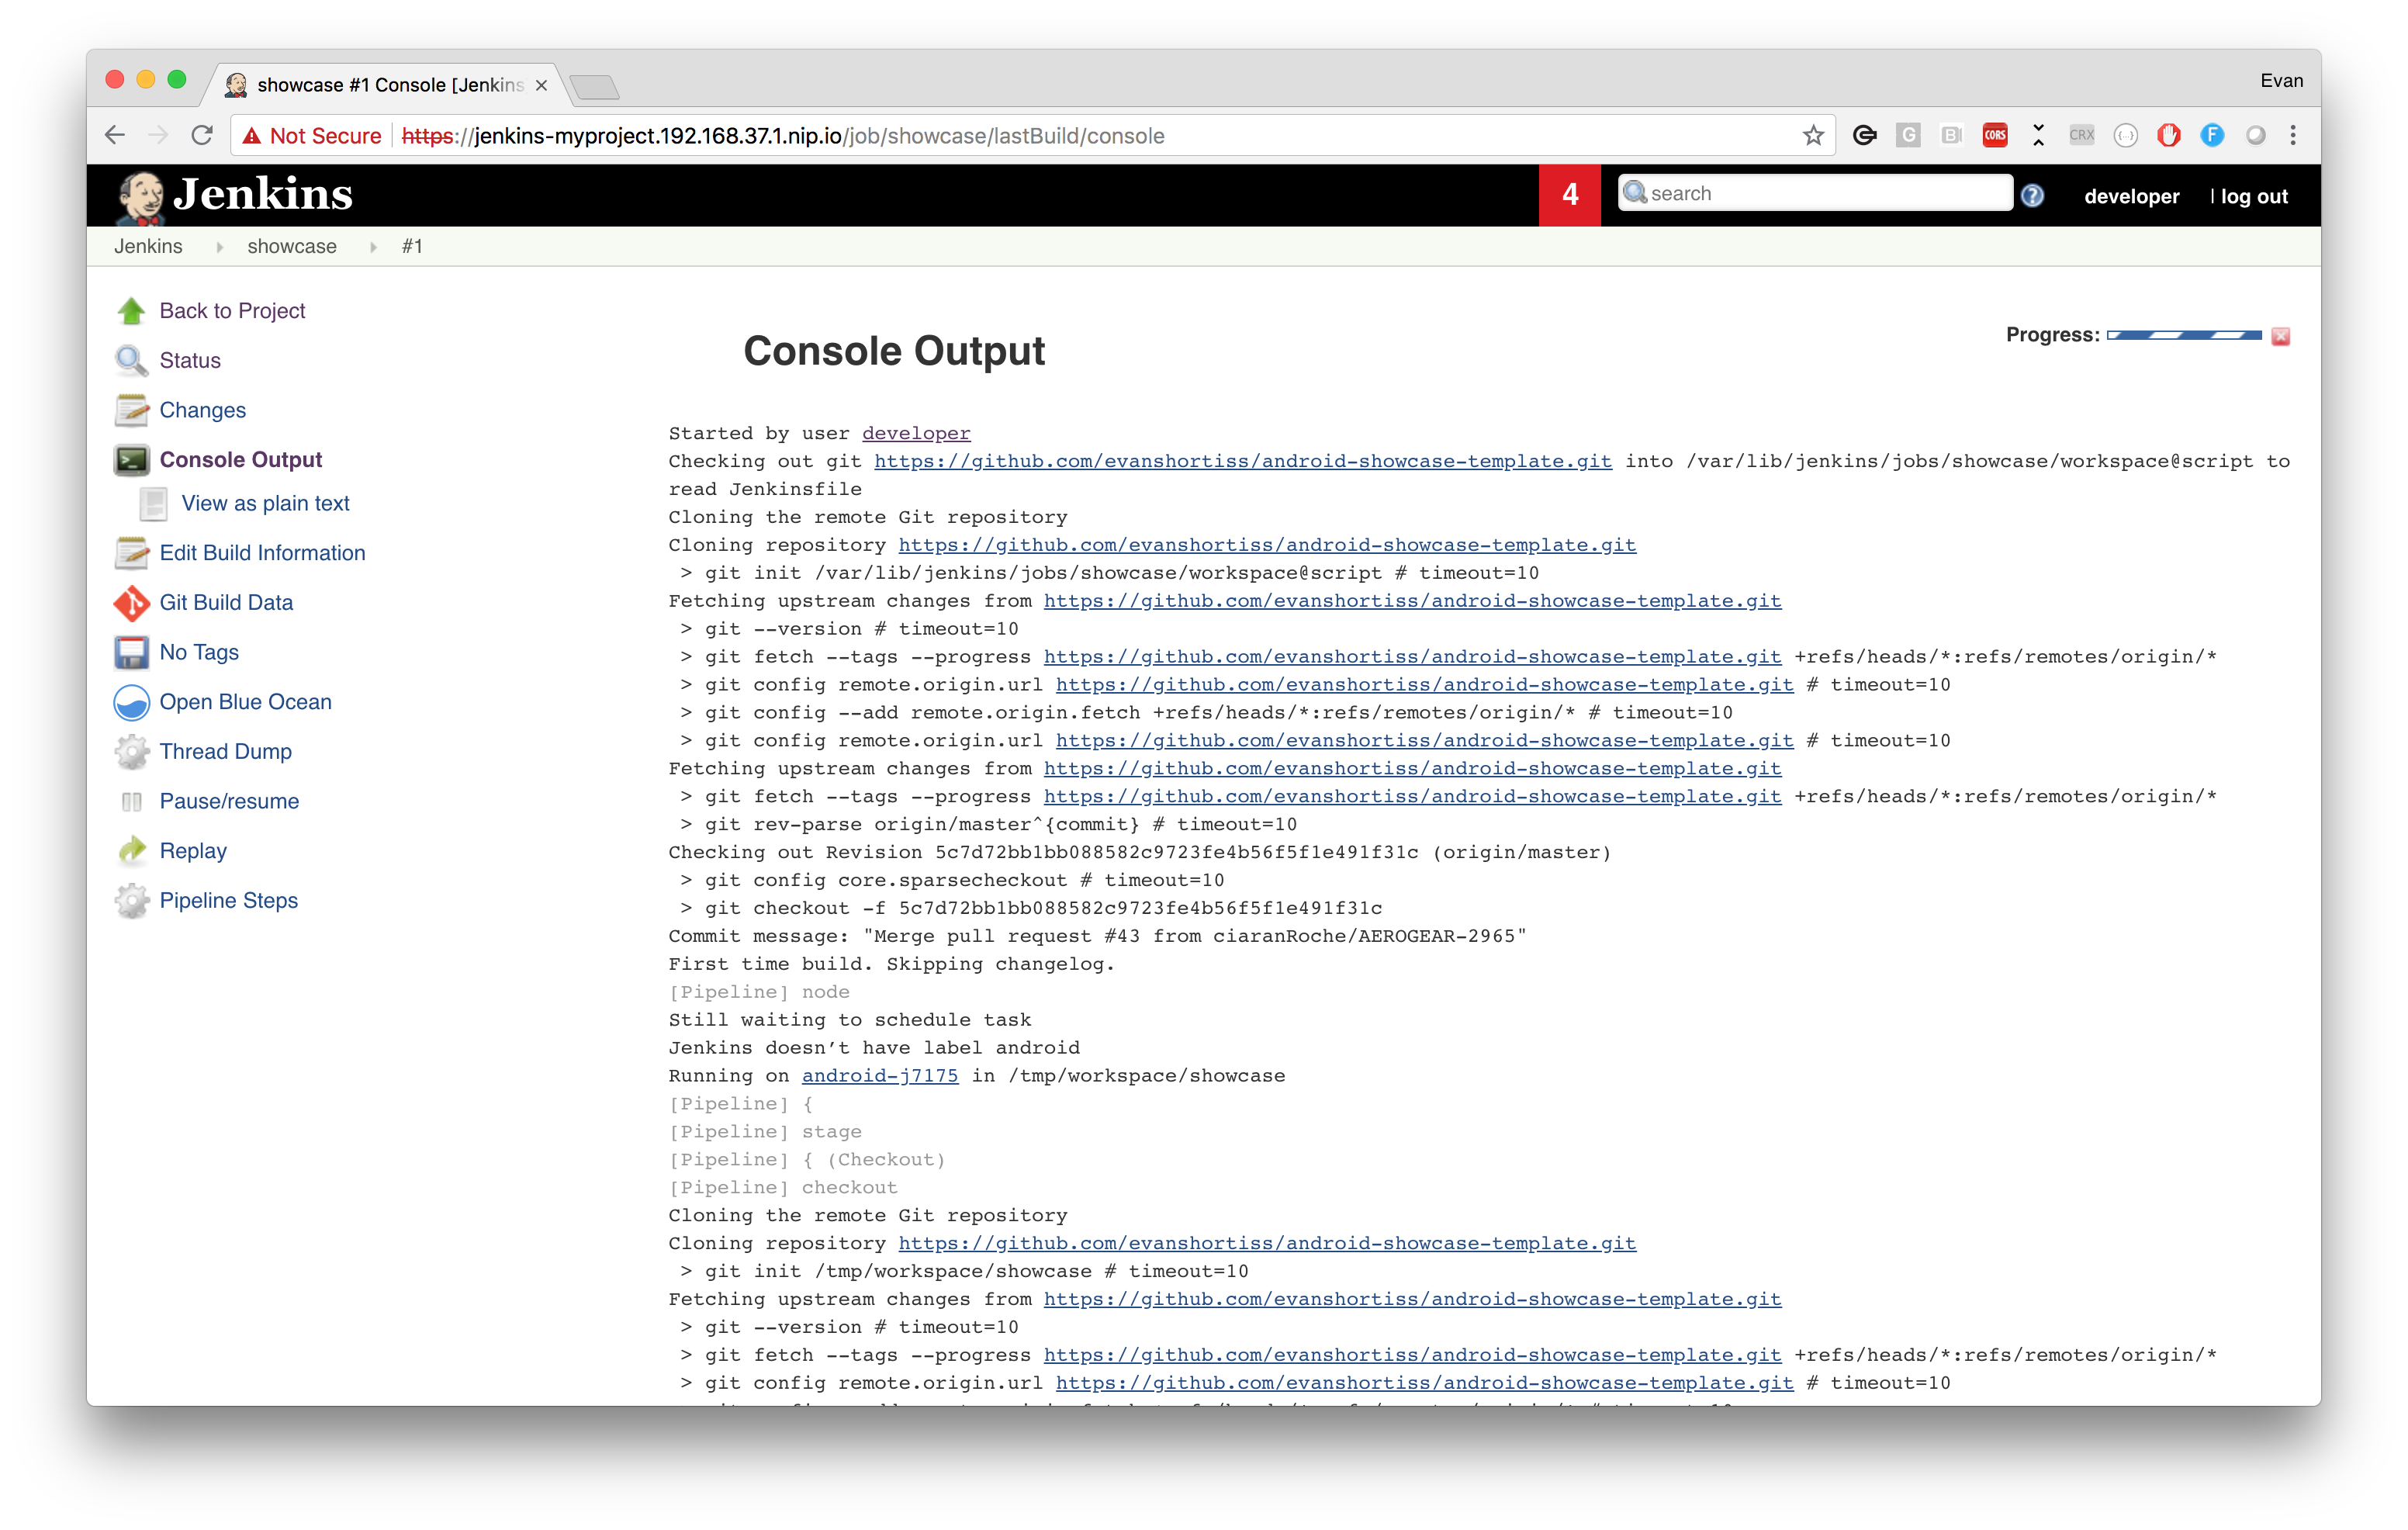 showcase #1 Console [Jenkins
Evan
Not Secure https://jenkins-myproject.192.168.37.1.nip.io/job/showcase/lastBuild/console
G B CORS CRX F
Jenkins
4
search
developer | log out
Jenkins showcase #1
Back to Project
Status
Changes
Console Output
View as plain text
Edit Build Information
Git Build Data
No Tags
Open Blue Ocean
Thread Dump
Pause/resume
Replay
Pipeline Steps
Progress:
Console Output
Started by user developer
Checking out git https://github.com/evanshortiss/android-showcase-template.git into /var/lib/jenkins/jobs/showcase/workspace@script to
read Jenkinsfile
Cloning the remote Git repository
Cloning repository https://github.com/evanshortiss/android-showcase-template.git
> git init /var/lib/jenkins/jobs/showcase/workspace@script # timeout=10
Fetching upstream changes from https://github.com/evanshortiss/android-showcase-template.git
> git --version # timeout=10
> git fetch --tags --progress https://github.com/evanshortiss/android-showcase-template.git +refs/heads/*:refs/remotes/origin/*
> git config remote.origin.url https://github.com/evanshortiss/android-showcase-template.git # timeout=10
> git config --add remote.origin.fetch +refs/heads/*:refs/remotes/origin/* # timeout=10
> git config remote.origin.url https://github.com/evanshortiss/android-showcase-template.git # timeout=10
Fetching upstream changes from https://github.com/evanshortiss/android-showcase-template.git
> git fetch --tags --progress https://github.com/evanshortiss/android-showcase-template.git +refs/heads/*:refs/remotes/origin/*
> git rev-parse origin/master^{commit} # timeout=10
Checking out Revision 5c7d72bb1bb088582c9723fe4b56f5f1e491f31c (origin/master)
> git config core.sparsecheckout # timeout=10
> git checkout -f 5c7d72bb1bb088582c9723fe4b56f5f1e491f31c
Commit message: "Merge pull request #43 from ciaranRoche/AEROGEAR-2965"
First time build. Skipping changelog.
[Pipeline] node
Still waiting to schedule task
Jenkins doesn’t have label android
Running on android-j7175 in /tmp/workspace/showcase
[Pipeline] {
[Pipeline] stage
[Pipeline] { (Checkout)
[Pipeline] checkout
Cloning the remote Git repository
Cloning repository https://github.com/evanshortiss/android-showcase-template.git
> git init /tmp/workspace/showcase # timeout=10
Fetching upstream changes from https://github.com/evanshortiss/android-showcase-template.git
> git --version # timeout=10
> git fetch --tags --progress https://github.com/evanshortiss/android-showcase-template.git +refs/heads/*:refs/remotes/origin/*
> git config remote.origin.url https://github.com/evanshortiss/android-showcase-template.git # timeout=10